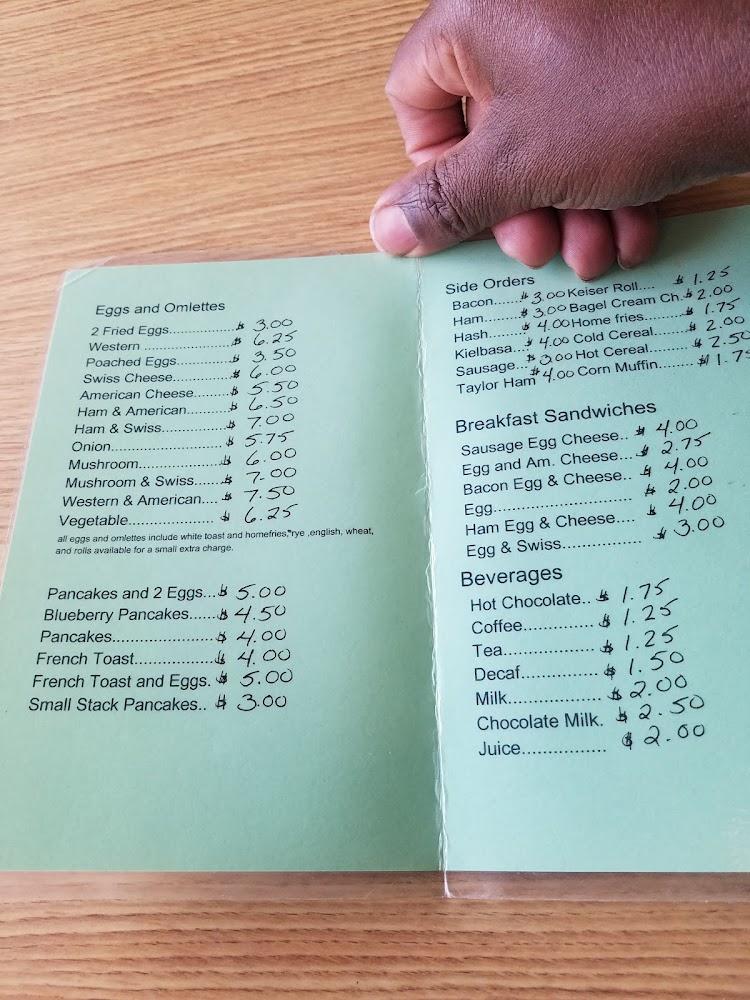 Eggs and Omlettes
2 Fried Eggs................ $ 3.00
Western ..................... $ 6.25
Poached Eggs.............. $ 3.50
Swiss Cheese............... $ 6.00
American Cheese......... $ 5.50
Ham & American.......... $ 6.50
Ham & Swiss................ $ 7.00
Onion........................... $ 5.75
Mushroom.................... $ 6.00
Mushroom & Swiss....... $ 7.00
Western & American.... $ 7.50
Vegetable..................... $ 6.25
all eggs and omlettes include white toast and homefries,*rye ,english, wheat,
and rolls available for a small extra charge.
Pancakes and 2 Eggs... $ 5.00
Blueberry Pancakes...... $ 4.50
Pancakes........................ $ 4.00
French Toast................... $ 4.00
French Toast and Eggs. $ 5.00
Small Stack Pancakes.. $ 3.00
Side Orders
Bacon....... $ 3.00 Keiser Roll.... $ 1.25
Ham.......... $ 3.00 Bagel Cream Ch. $ 2.00
Hash......... $ 4.00 Home fries......... $ 1.75
Kielbasa.... $ 4.00 Cold Cereal........ $ 2.00
Sausage... $ 3.00 Hot Cereal......... $ 2.50
Taylor Ham $ 4.00 Corn Muffin........ $ 1.75
Breakfast Sandwiches
Sausage Egg Cheese.. $ 4.00
Egg and Am. Cheese... $ 2.75
Bacon Egg & Cheese.. $ 4.00
Egg............................... $ 2.00
Ham Egg & Cheese.... $ 4.00
Egg & Swiss................. $ 3.00
Beverages
Hot Chocolate.. $ 1.75
Coffee............... $ 1.25
Tea..................... $ 1.25
Decaf................. $ 1.50
Milk.................... $ 2.00
Chocolate Milk. $ 2.50
Juice................. $ 2.00